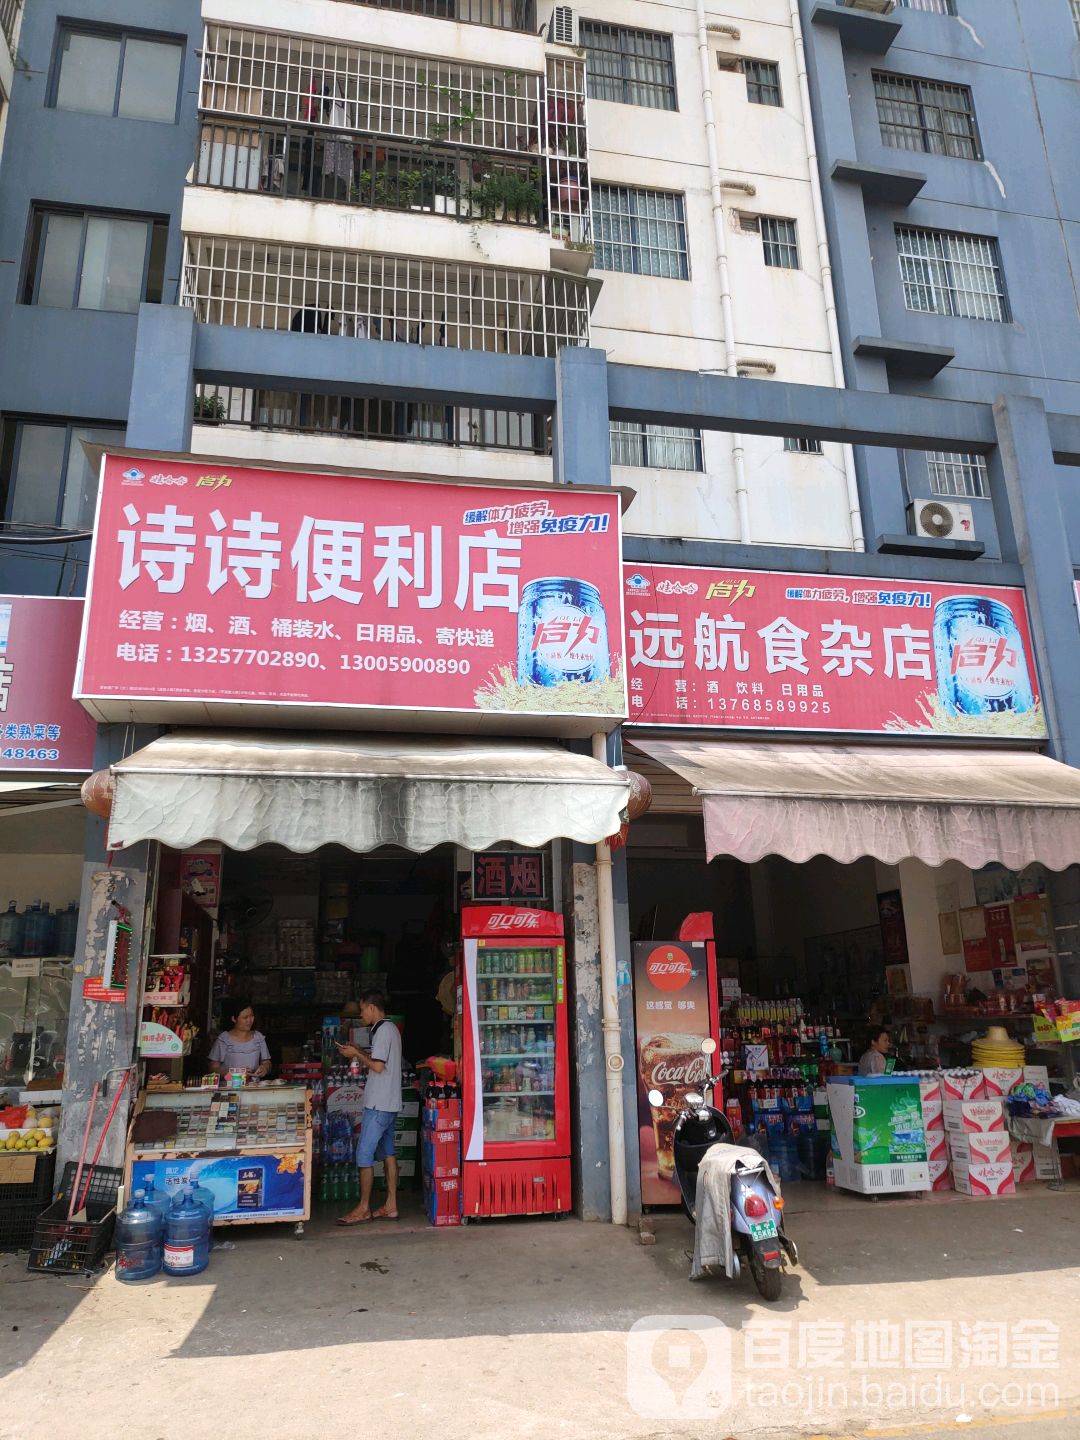 娃哈哈 启力
缓解体力疲劳,
增强免疫力!
诗诗便利店
经营：烟、酒、桶装水、日用品、寄快递
电话：13257702890、13005900890
启力
娃哈哈 启力
缓解体力疲劳，增强免疫力!
远航食杂店
经 营：酒 饮料 日用品
电 话：13768589925
启力
各类熟菜等
48463
酒烟
可口可乐
可口可乐
这感觉 够爽
Coca-Cola
百度地图淘金
taojin.baidu.com